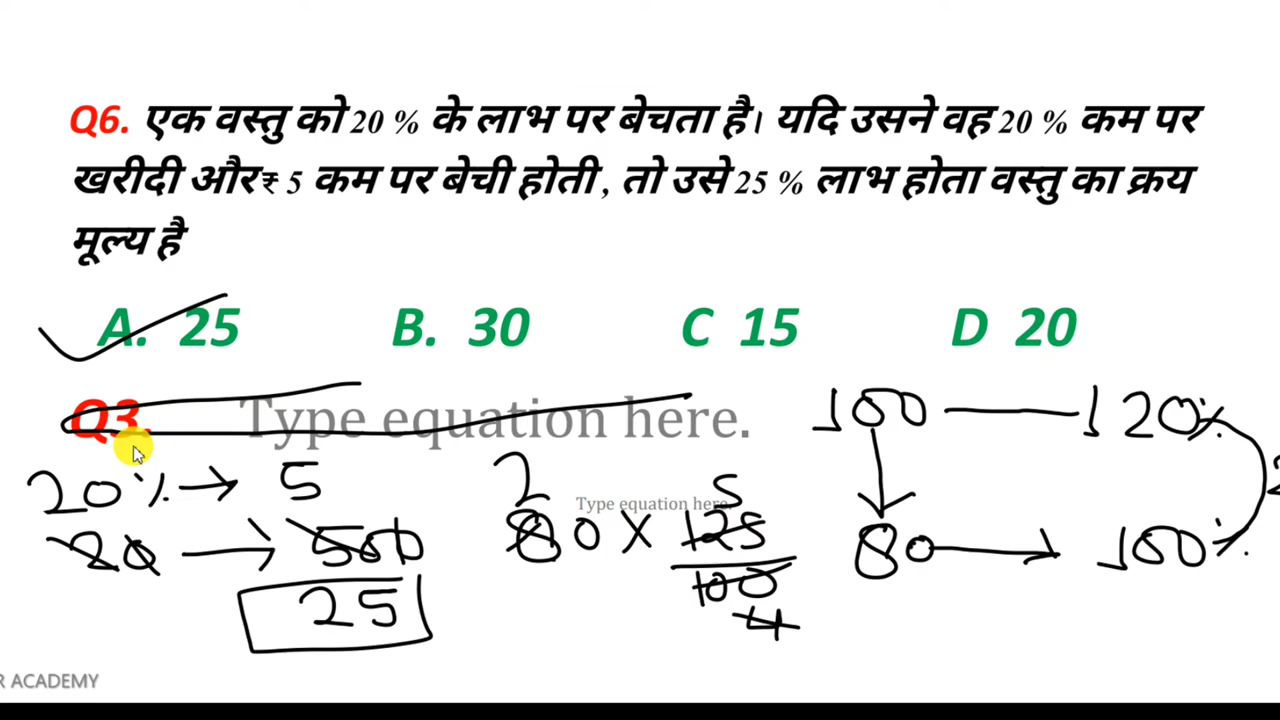 Q6. एक वस्तु को 20 % के लाभ पर बेचता है। यदि उसने वह 20 % कम पर
खरीदी और ₹ 5 कम पर बेची होती , तो उसे 25 % लाभ होता वस्तु का क्रय
मूल्य है
A. 25 B. 30 C 15 D 20
Q3. Type equation here.
100 — 120%
20% → 5
2 5
Type equation here.
80 × 125
20 → 500
80 → 100%
100
25
4
R ACADEMY